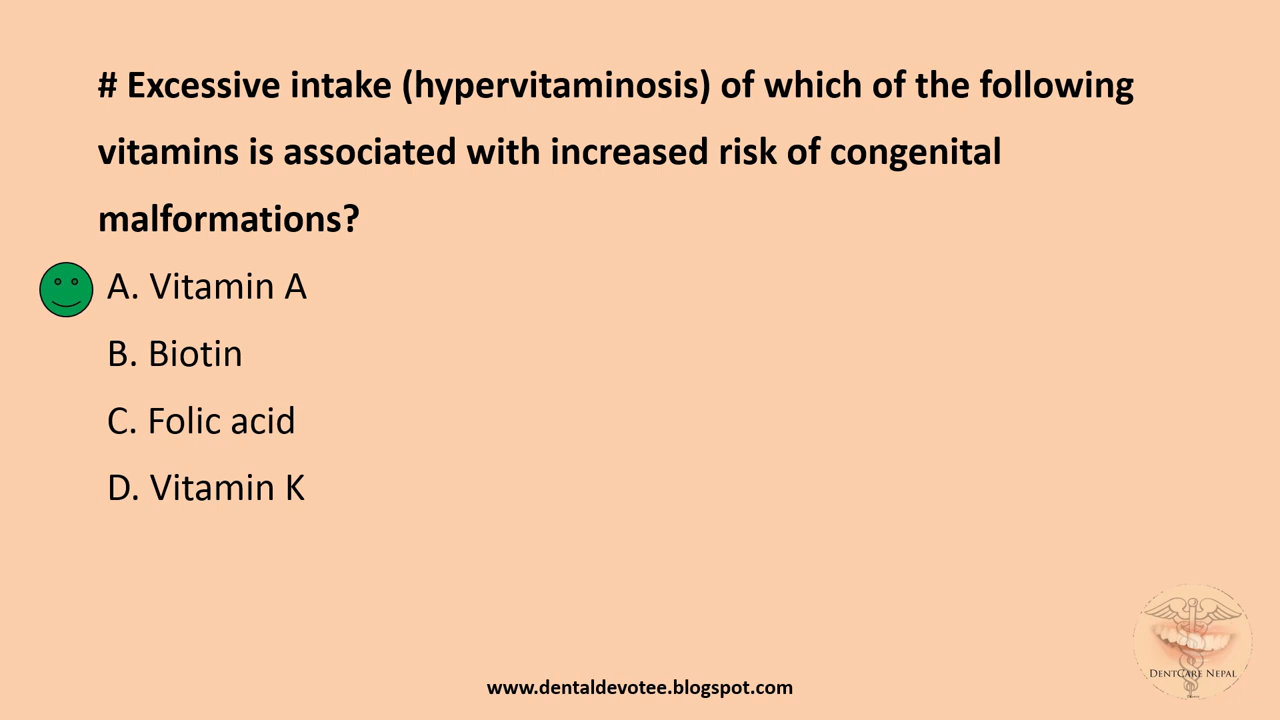 # Excessive intake (hypervitaminosis) of which of the following
vitamins is associated with increased risk of congenital
malformations?
A. Vitamin A
B. Biotin
C. Folic acid
D. Vitamin K
DentCare Nepal
www.dentaldevotee.blogspot.com